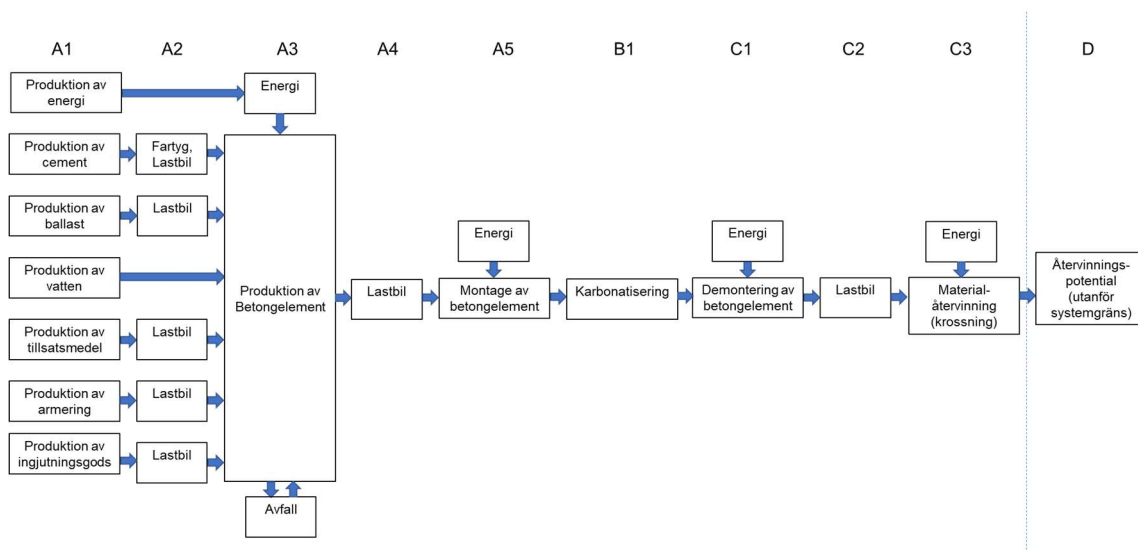 A1 A2 A3 A4 A5 B1 C1 C2 C3 D
Produktion av
energi
Energi
Produktion av
cement
Fartyg,
Lastbil
Produktion av
ballast
Lastbil
Produktion av
vatten
Produktion av
tillsatsmedel
Lastbil
Produktion av
armering
Lastbil
Produktion av
ingjutningsgods
Lastbil
Produktion av
Betongelement
Avfall
Lastbil
Energi
Montage av
betongelement
Karbonatisering
Energi
Demontering av
betongelement
Lastbil
Energi
Material-
återvinning
(krossning)
Återvinnings-
potential
(utanför
systemgräns)